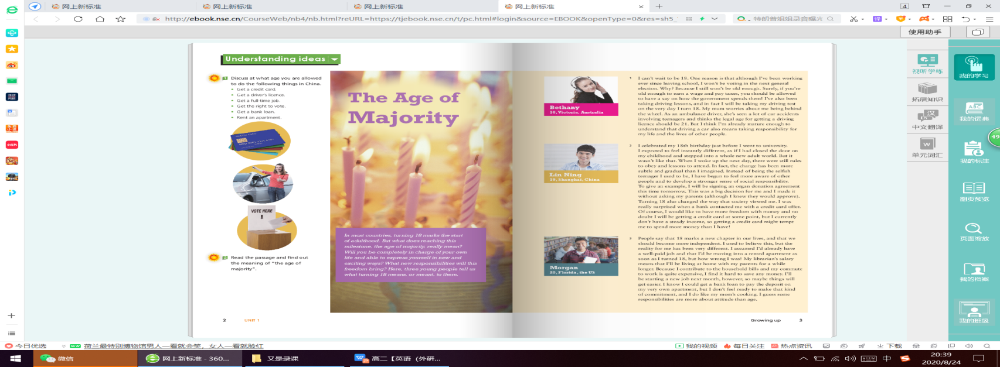 网上新标准
网上新标准
网上新标准
网上新标准
4
http://ebook.nse.cn/CourseWeb/nb4/nb.html?reURL=https://tjebook.nse.cn/t/pc.html#login&source=EBOOK&openType=0&res=sh5_
特朗普姐姐录音曝光
使用助手
Understanding ideas
1 Discuss at what age you are allowed
to do the following things in China.
• Get a credit card.
• Get a driver's licence.
• Get a full-time job.
• Get the right to vote.
• Get a bank loan.
• Rent an apartment.
VOTE HERE
2 Read the passage and find out
the meaning of "the age of
majority".
2 UNIT 1
The Age of
Majority
In most countries, turning 18 marks the start
of adulthood. But what does reaching this
milestone, the age of majority, really mean?
Will you be completely in charge of your own
life and able to express yourself in new and
exciting ways? What new responsibilities will this
freedom bring? Here, three young people tell us
what turning 18 means, or meant, to them.
Bethany
16, Victoria, Australia
1 I can't wait to be 18. One reason is that although I've been working
ever since leaving school, I won't be voting in the next general
election. Why? Because I still won't be old enough. Surely, if you're
old enough to earn a wage and pay taxes, you should be allowed
to have a say on how the government spends them! I've also been
taking driving lessons, and in fact I will be taking my driving test
on the very day I turn 18. My mum worries about me being behind
the wheel. As an ambulance driver, she's seen a lot of car accidents
involving teenagers and thinks the legal age for getting a driving
licence should be 21. But I think I'm already mature enough to
understand that driving a car also means taking responsibility for
my life and the lives of other people.
Lin Ning
19, Shanghai, China
2 I celebrated my 18th birthday just before I went to university.
I expected to feel instantly different, as if I had closed the door on
my childhood and stepped into a whole new adult world. But it
wasn't like that. When I woke up the next day, there were still rules
to obey and lessons to attend. In fact, the change has been more
subtle and gradual than I imagined. Instead of being the selfish
teenager I used to be, I have begun to feel more aware of other
people and to develop a stronger sense of social responsibility.
To give an example, I will be signing an organ donation agreement
this time tomorrow. This was a big decision for me and I made it
without asking my parents (although I knew they would approve).
Turning 18 also changed the way that society viewed me. I was
really surprised when a bank contacted me with a credit card offer.
Of course, I would like to have more freedom with money and no
doubt I will be getting a credit card at some point, but I currently
don't have a steady income, so getting a credit card might tempt
me to spend more money than I have!
Morgan
20, Florida, the US
3 People say that 18 marks a new chapter in our lives, and that we
should become more independent. I used to believe this, but the
reality for me has been very different. I assumed I'd already have
a well-paid job and that I'd be moving into a rented apartment as
soon as I turned 18, but how wrong I was! My librarian's salary
means that I'll be living at home with my parents for a while
longer. Because I contribute to the household bills and my commute
to work is quite expensive, I find it hard to save any money. I'll
be starting a new job next month, however, so maybe things will
get easier. I know I could get a bank loan to pay the deposit on
my very own apartment, but I don't feel ready to make that kind
of commitment, and I do like my mom's cooking. I guess some
responsibilities are more about attitude than age.
Growing up 3
视听学练
拓展知识
中文翻译
单元词汇
我的学习
我的词典
我的标注
翻页预览
页面缩放
我的档案
我的班级
49
今日优选
NEW 荷兰最特别博物馆男人一看就会笑，女人一看就脸红
我的视频
每日关注
热点资讯
下载
微信
网上新标准 - 360...
又是录课
高二【英语（外研...
中
20:39
2020/8/24